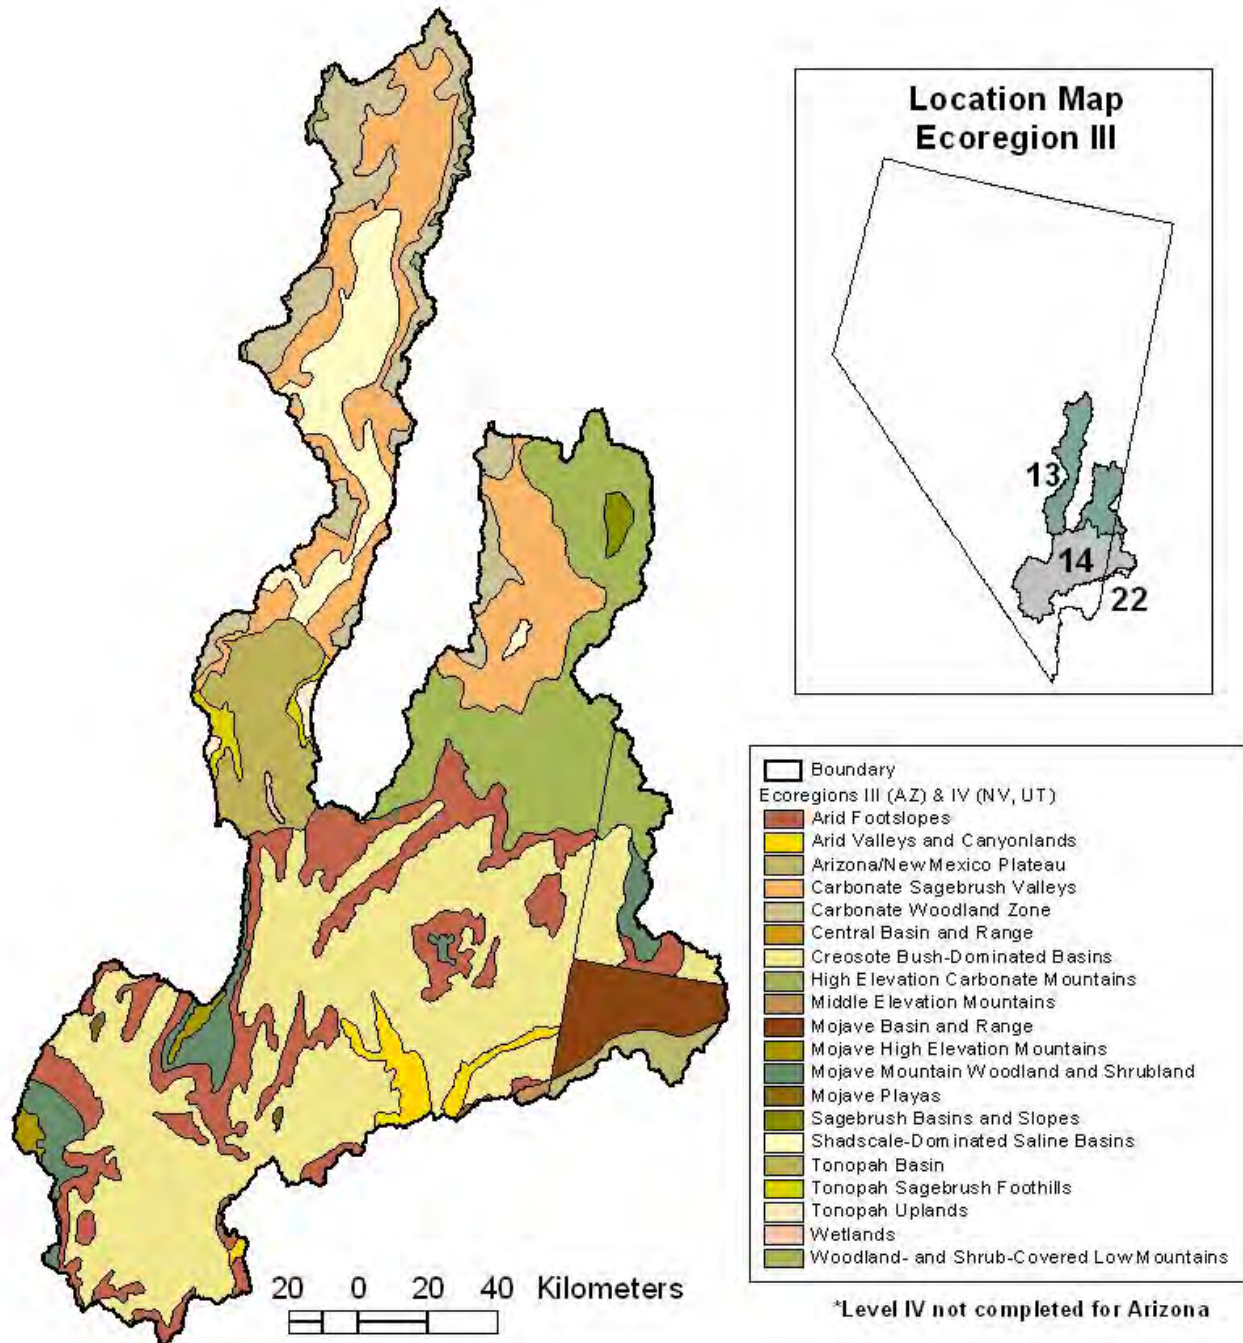 Location Map
Ecoregion III
13
14
22
Boundary
Ecoregions III (AZ) & IV (NV, UT)
Arid Footslopes
Arid Valleys and Canyonlands
Arizona/New Mexico Plateau
Carbonate Sagebrush Valleys
Carbonate Woodland Zone
Central Basin and Range
Creosote Bush-Dominated Basins
High Elevation Carbonate Mountains
Middle Elevation Mountains
Mojave Basin and Range
Mojave High Elevation Mountains
Mojave Mountain Woodland and Shrubland
Mojave Playas
Sagebrush Basins and Slopes
Shadscale-Dominated Saline Basins
Tonopah Basin
Tonopah Sagebrush Foothills
Tonopah Uplands
Wetlands
Woodland- and Shrub-Covered Low Mountains
20 0 20 40 Kilometers
*Level IV not completed for Arizona